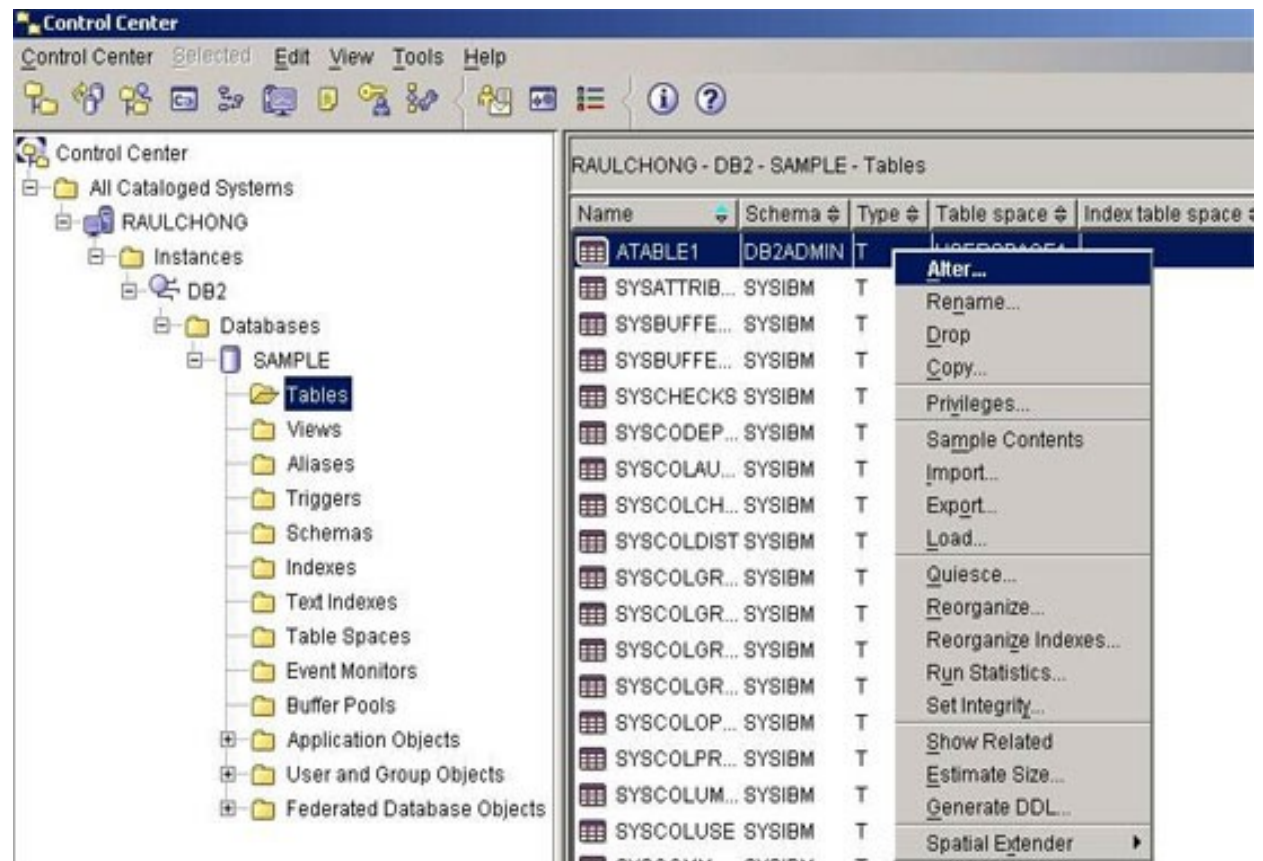 Control Center
Control Center Selected Edit View Tools Help
Control Center
All Cataloged Systems
RAULCHONG
Instances
DB2
Databases
SAMPLE
Tables
Views
Aliases
Triggers
Schemas
Indexes
Text Indexes
Table Spaces
Event Monitors
Buffer Pools
Application Objects
User and Group Objects
Federated Database Objects
RAULCHONG - DB2 - SAMPLE - Tables
Name Schema Type Table space Index table space
ATABLE1 DB2ADMIN T
SYSATTRIB... SYSIBM T
SYSBUFFE... SYSIBM T
SYSBUFFE... SYSIBM T
SYSCHECKS SYSIBM T
SYSCODEP... SYSIBM T
SYSCOLAU... SYSIBM T
SYSCOLCH... SYSIBM T
SYSCOLDIST SYSIBM T
SYSCOLGR... SYSIBM T
SYSCOLGR... SYSIBM T
SYSCOLGR... SYSIBM T
SYSCOLGR... SYSIBM T
SYSCOLOP... SYSIBM T
SYSCOLPR... SYSIBM T
SYSCOLUM... SYSIBM T
SYSCOLUSE SYSIBM T
Alter...
Rename...
Drop
Copy...
Privileges...
Sample Contents
Import...
Export...
Load...
Quiesce...
Reorganize...
Reorganize Indexes...
Run Statistics...
Set Integrity...
Show Related
Estimate Size...
Generate DDL...
Spatial Extender